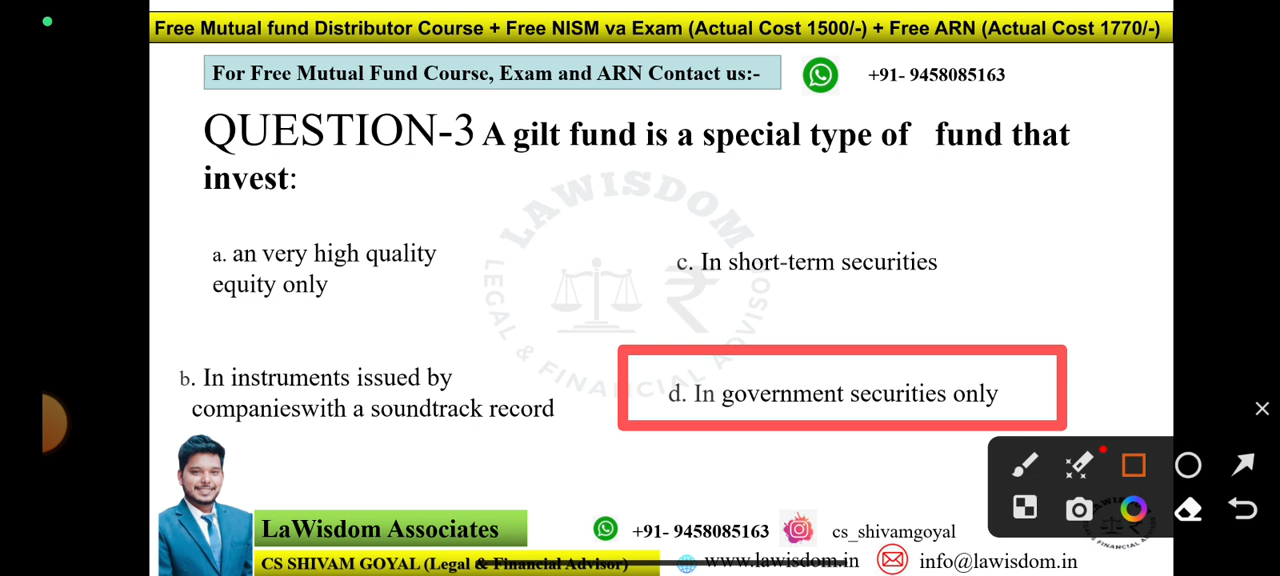 Free Mutual fund Distributor Course + Free NISM va Exam (Actual Cost 1500/-) + Free ARN (Actual Cost 1770/-)
For Free Mutual Fund Course, Exam and ARN Contact us:-
+91- 9458085163
QUESTION-3 A gilt fund is a special type of fund that
invest:
LAWISDOM
LEGAL & FINANCIAL ADVISOR
a. an very high quality
equity only
c. In short-term securities
b. In instruments issued by
companieswith a soundtrack record
d. In government securities only
LaWisdom Associates
CS SHIVAM GOYAL (Legal & Financial Advisor)
+91- 9458085163
cs_shivamgoyal
www.lawisdom.in
info@lawisdom.in